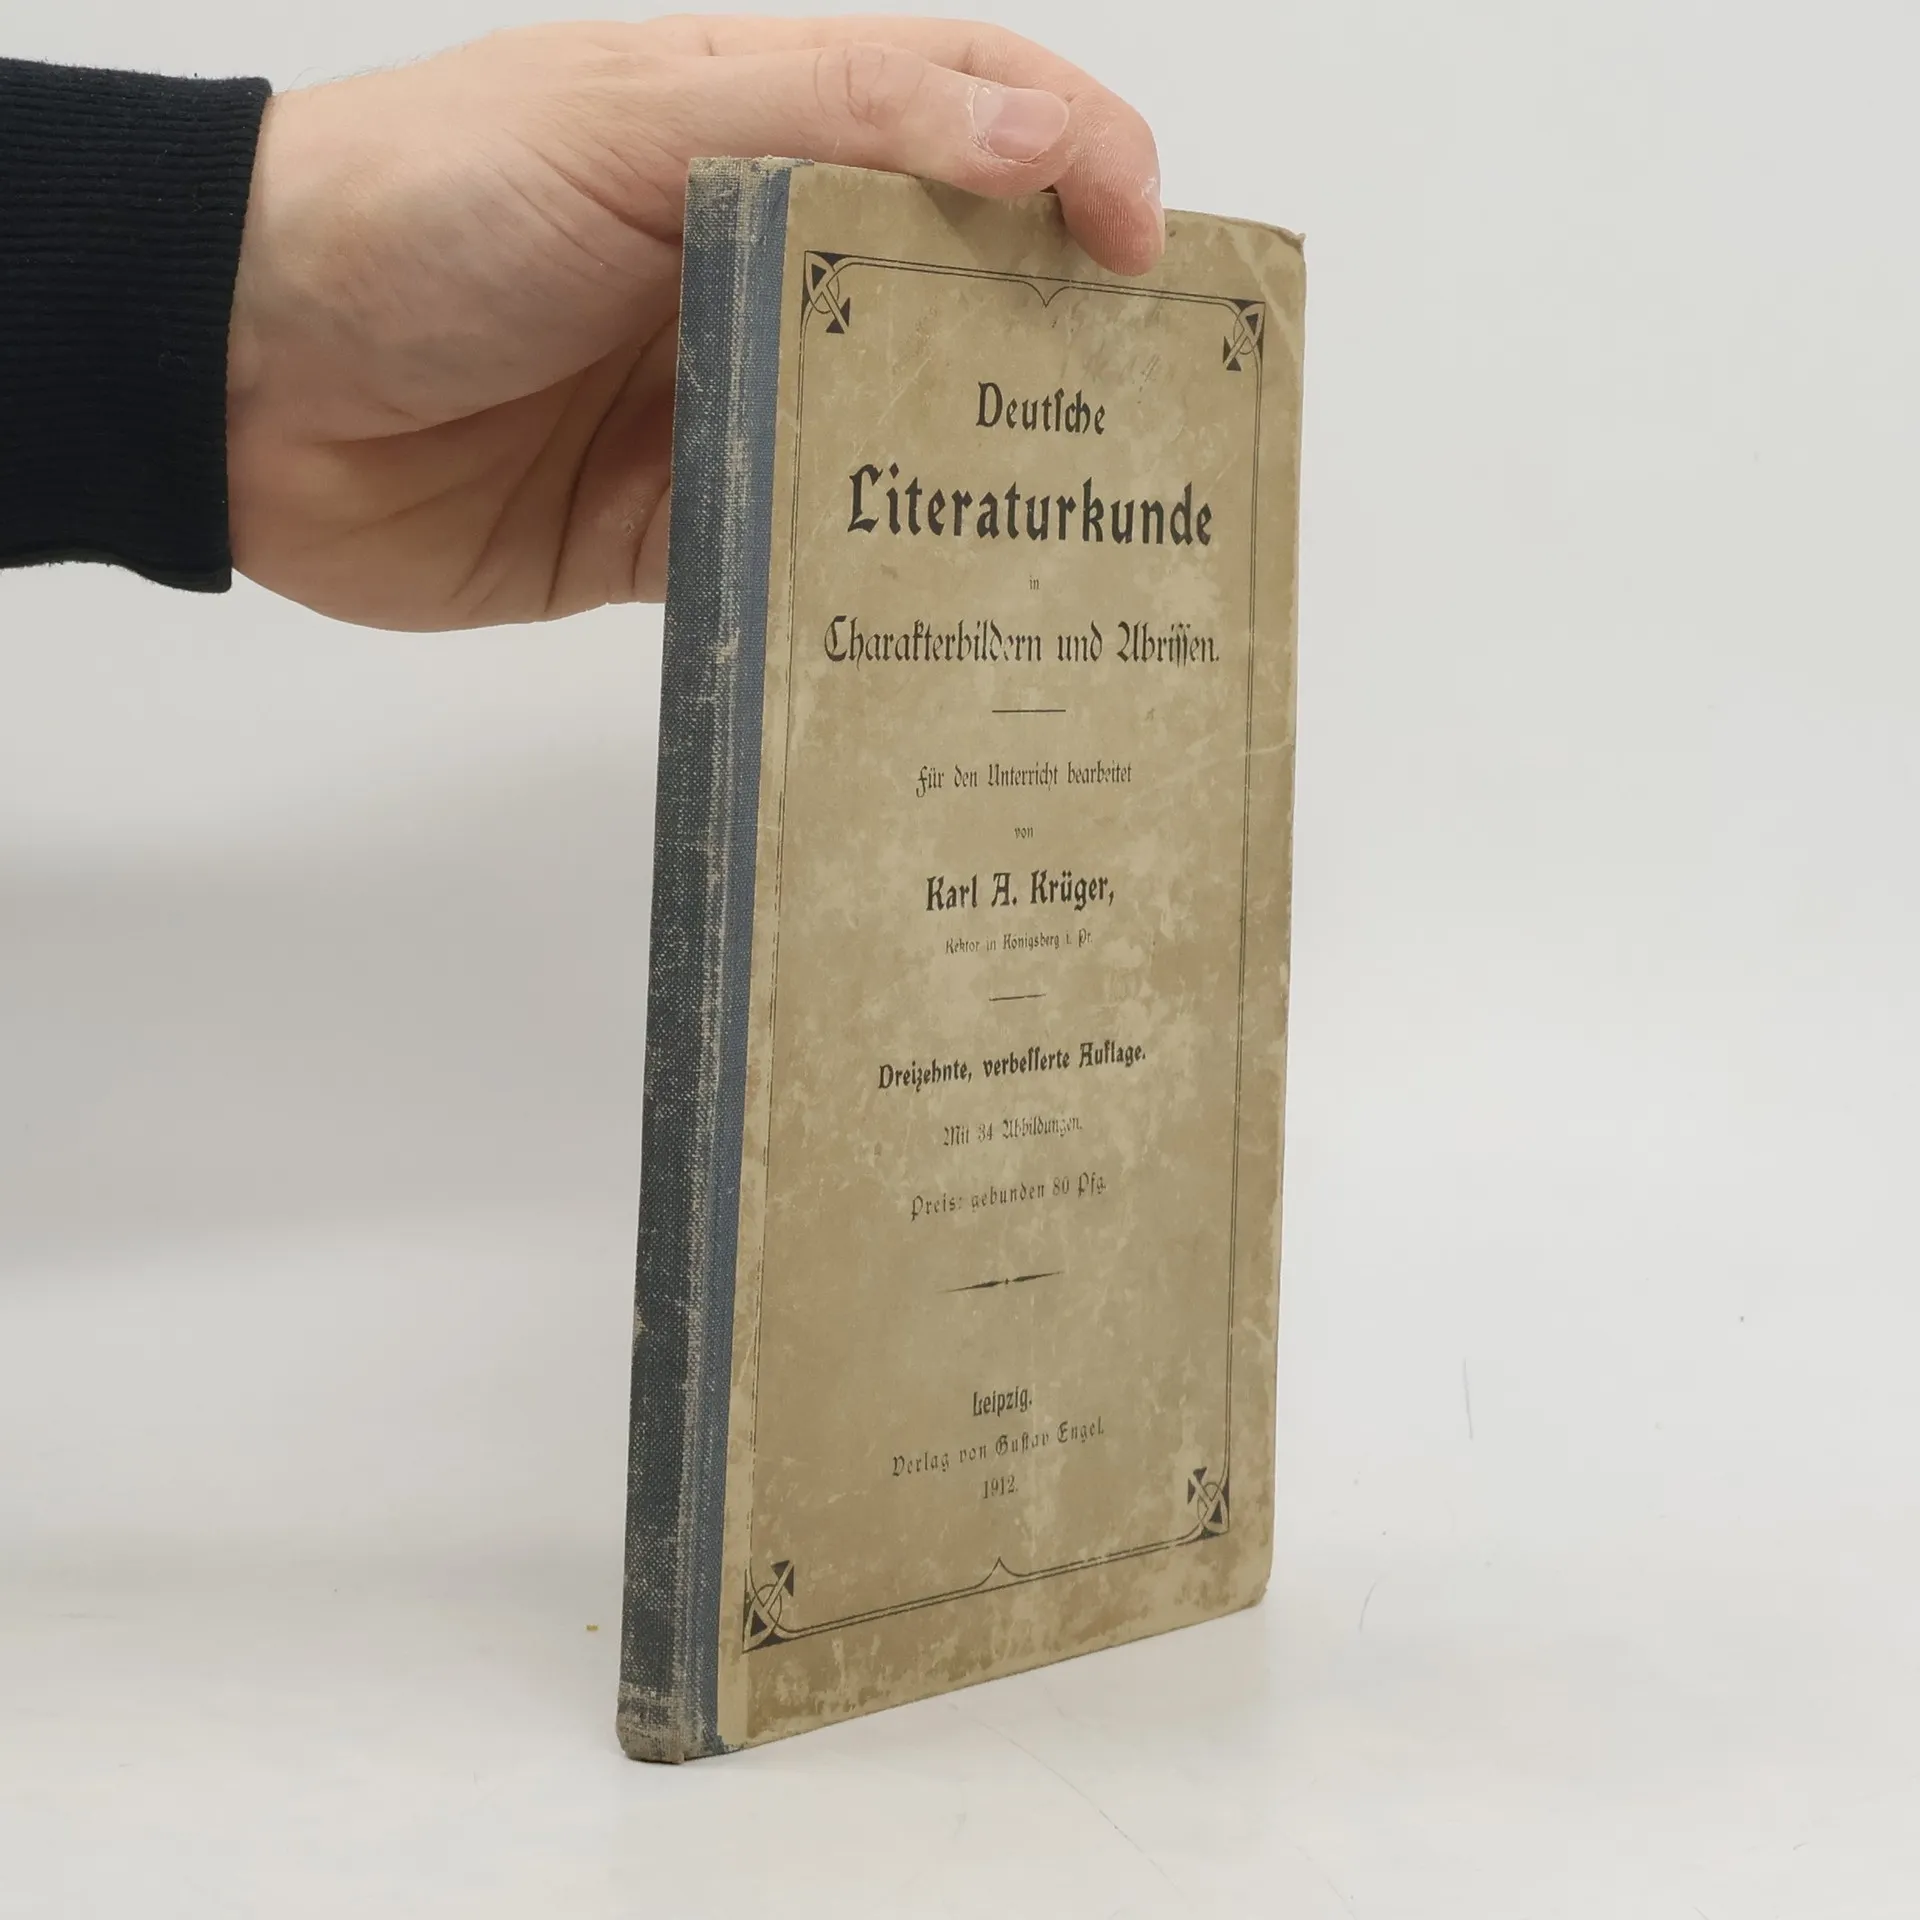 Deutſche
Literaturkunde
in
Charakterbildern und Abriſſen.
Für den Unterricht bearbeitet
von
Karl A. Krüger,
Rektor in Königsberg i. Pr.
Dreizehnte, verbeſſerte Auflage.
Mit 34 Abbildungen.
Preis: gebunden 80 Pfg.
Leipzig.
Verlag von Guſtav Engel.
1912.